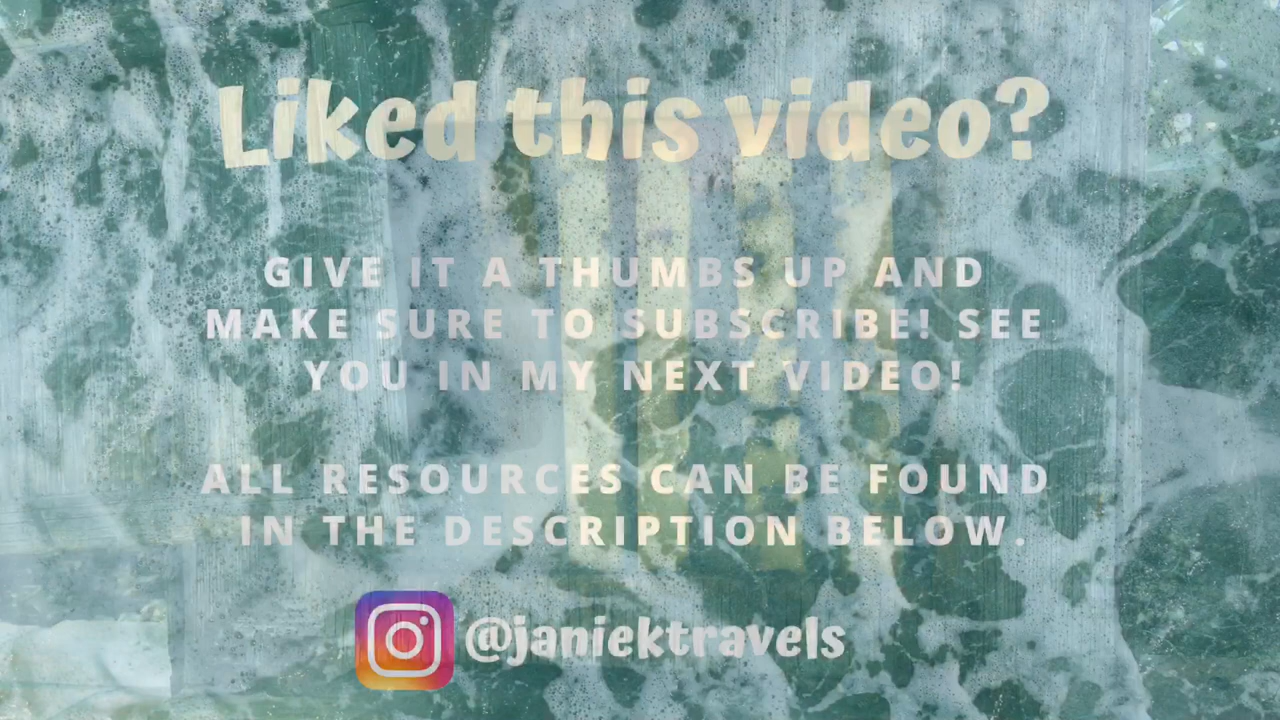 Liked this video?
GIVE IT A THUMBS UP AND
MAKE SURE TO SUBSCRIBE! SEE
YOU IN MY NEXT VIDEO!
ALL RESOURCES CAN BE FOUND
IN THE DESCRIPTION BELOW.
@janiektravels